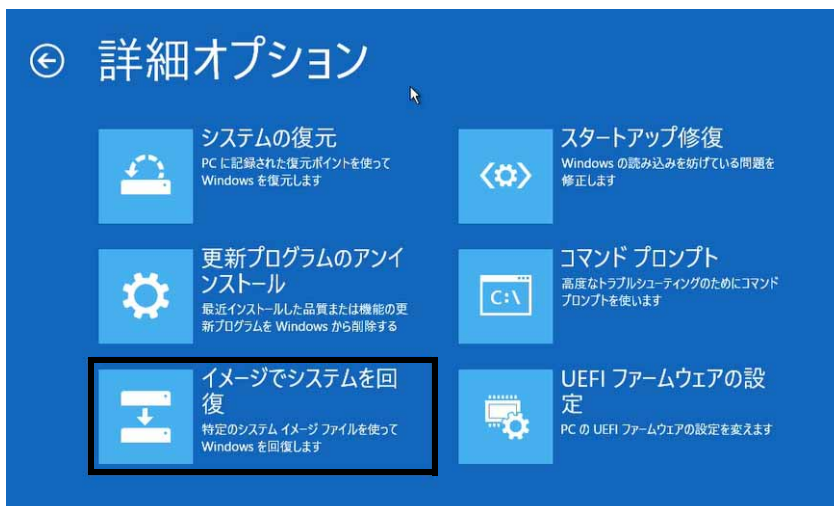 詳細オプション
システムの復元
PC に記録された復元ポイントを使って
Windows を復元します
スタートアップ修復
Windows の読み込みを妨げている問題を
修正します
更新プログラムのアンイ
ンストール
最近インストールした品質または機能の更
新プログラムを Windows から削除する
C:\
コマンド プロンプト
高度なトラブルシューティングのためにコマンド
プロンプトを使います
イメージでシステムを回
復
特定のシステム イメージ ファイルを使って
Windows を回復します
UEFI ファームウェアの設
定
PC の UEFI ファームウェアの設定を変えます